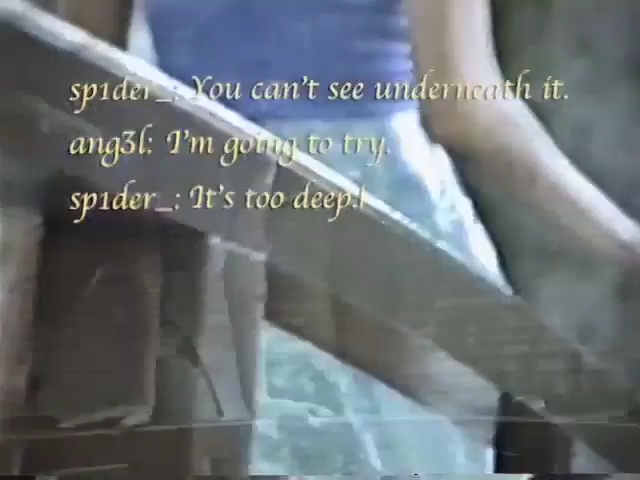 sp1der_: You can't see underneath it.
ang3l: I'm going to try.
sp1der_: It's too deep.|